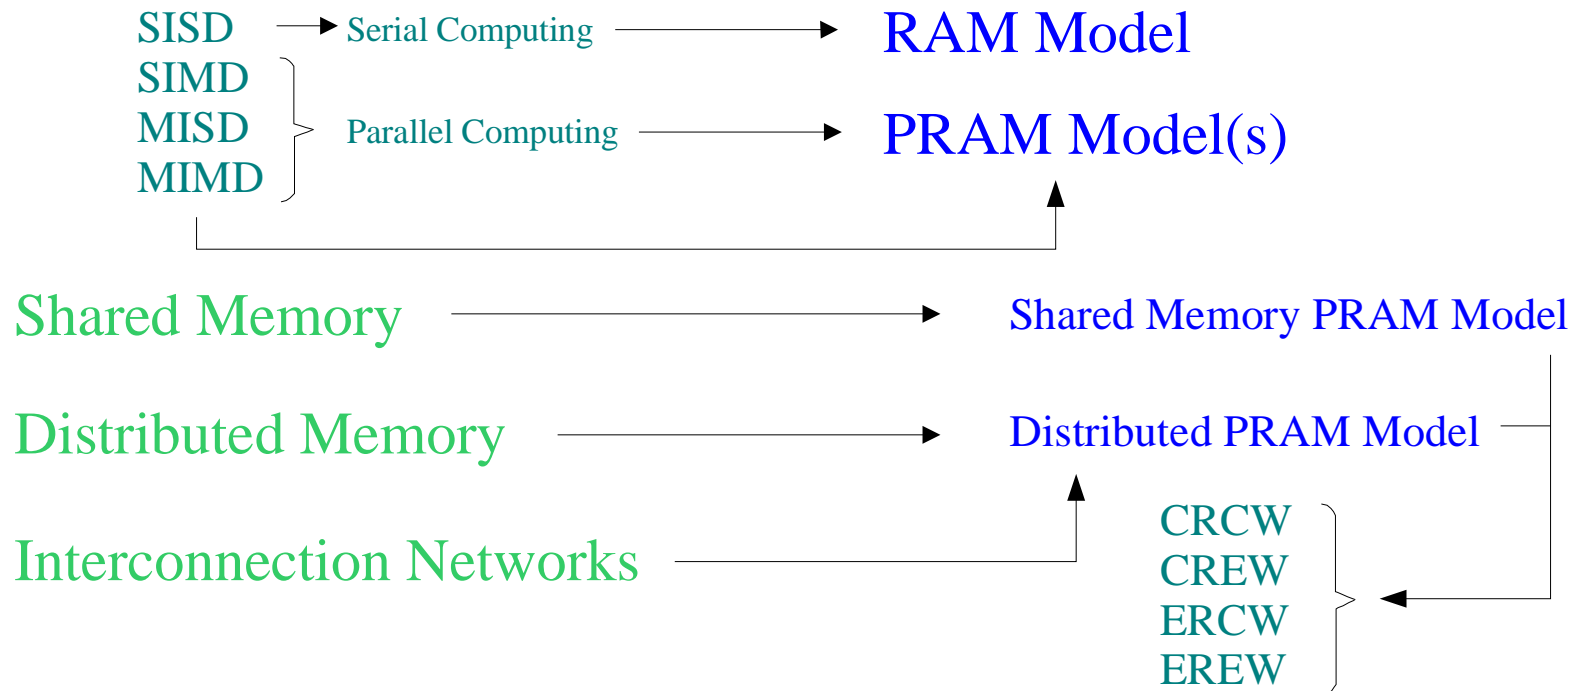 SISD Serial Computing RAM Model
SIMD
MISD Parallel Computing PRAM Model(s)
MIMD
Shared Memory Shared Memory PRAM Model
Distributed Memory Distributed PRAM Model
CRCW
Interconnection Networks CREW
ERCW
EREW